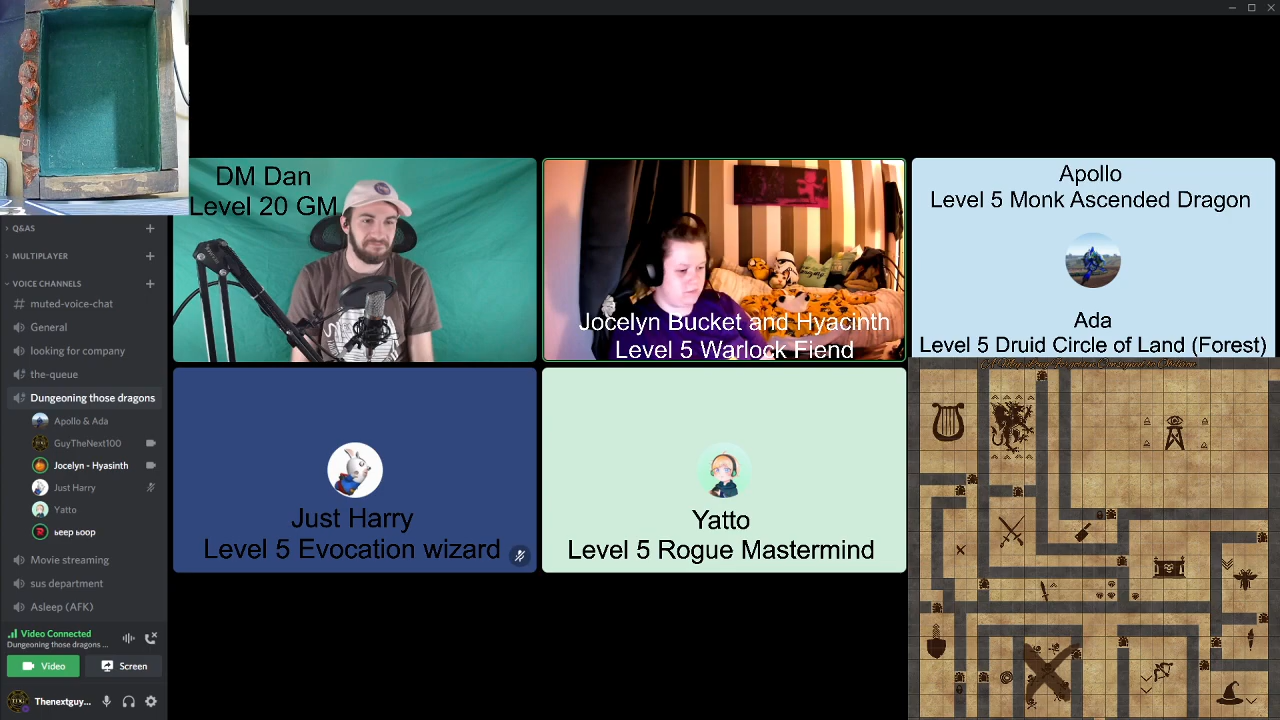 DM Dan
Level 20 GM
Jocelyn Bucket and Hyacinth
Level 5 Warlock Fiend
Apollo
Level 5 Monk Ascended Dragon
Ada
Level 5 Druid Circle of Land (Forest)
Just Harry
Level 5 Evocation wizard
Yatto
Level 5 Rogue Mastermind
Q&AS
MULTIPLAYER
VOICE CHANNELS
muted-voice-chat
General
looking for company
the-queue
Dungeoning those dragons
Apollo & Ada
GuyTheNext100
Jocelyn - Hyasinth
Just Harry
Yatto
ьeep ьoop
Movie streaming
sus department
Asleep (AFK)
Video Connected
Dungeoning those dragons ...
Video
Screen
Thenextguy...